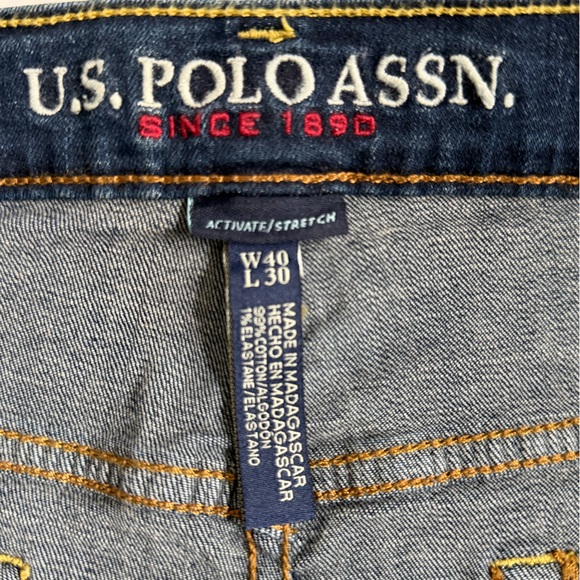 U.S. POLO ASSN.
SINCE 1890
ACTIVATE/STRETCH
W40
L 30
MADE IN MADAGASCAR
HECHO EN MADAGASCAR
99%COTTON/ALGODON
1%ELASTANE/ELASTANO